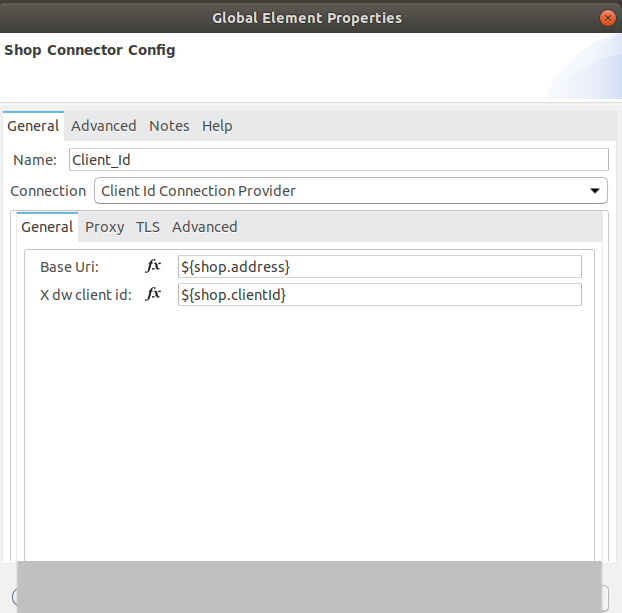 Global Element Properties
Shop Connector Config
General Advanced Notes Help
Name: Client_Id
Connection Client Id Connection Provider
General Proxy TLS Advanced
Base Uri: fx ${shop.address}
X dw client id: fx ${shop.clientId}